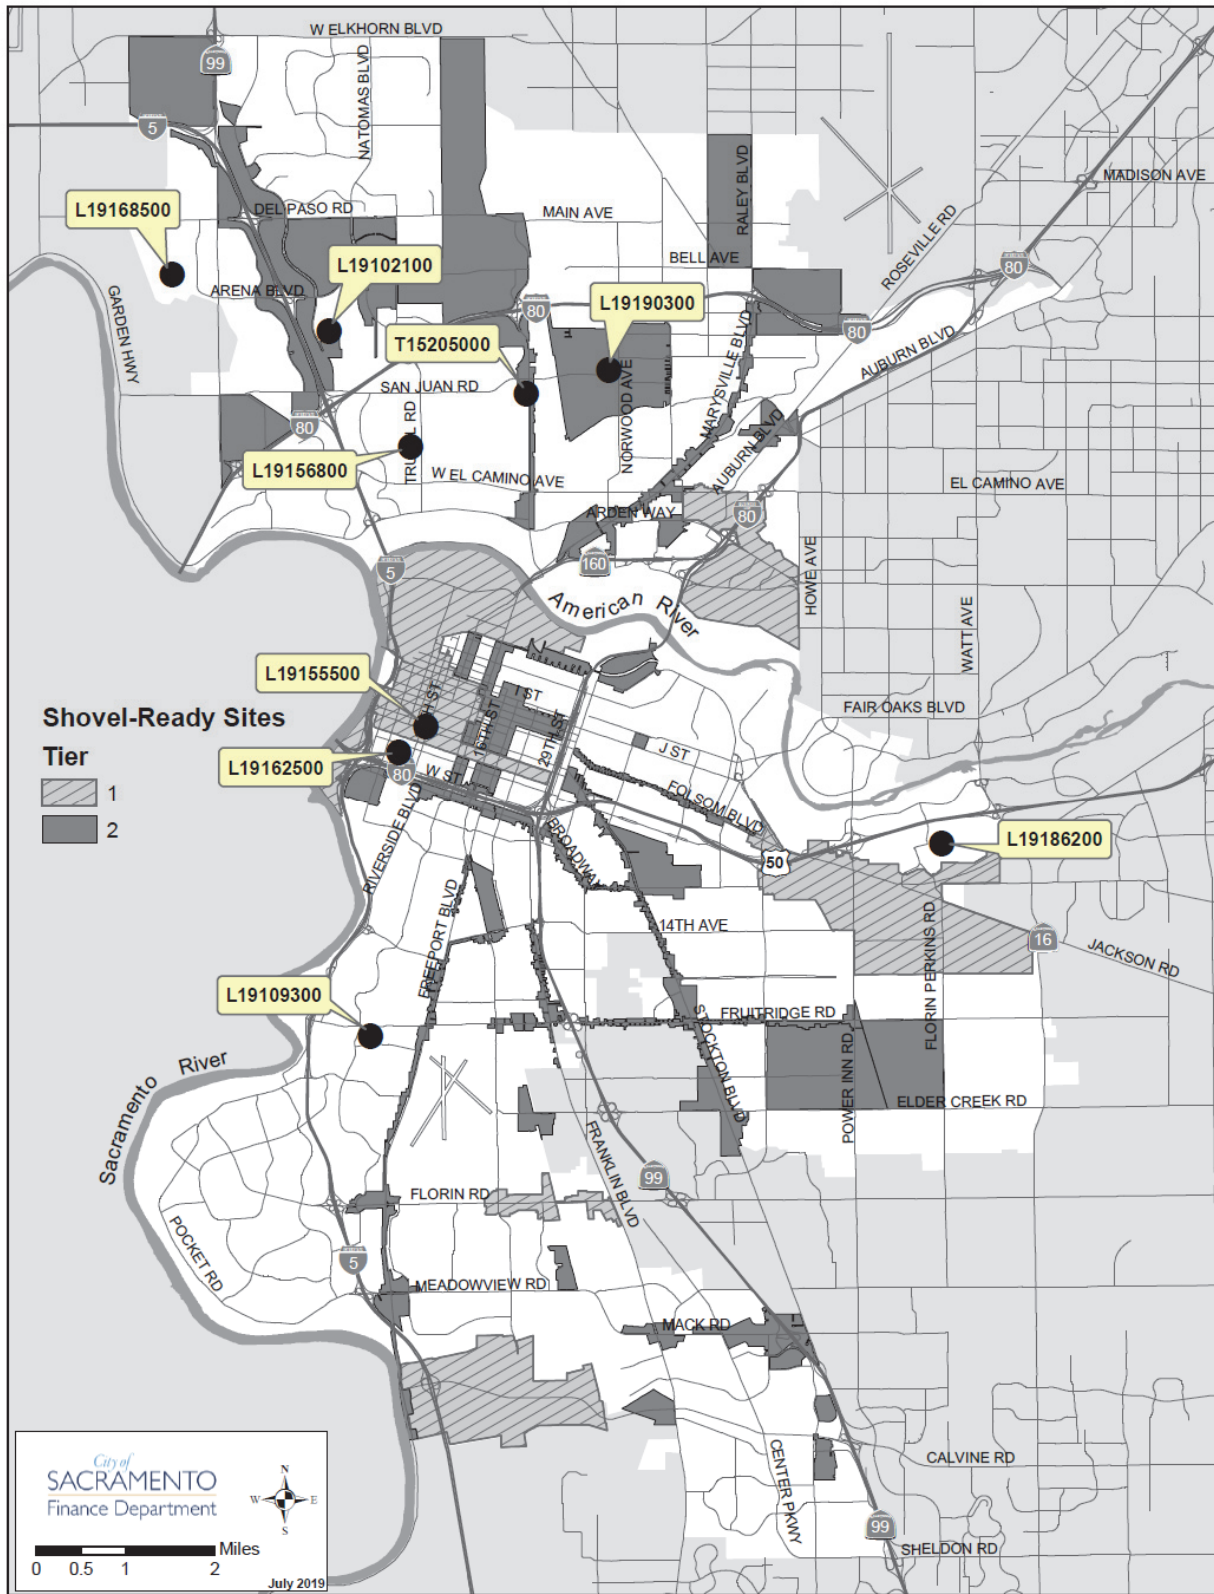 W ELKHORN BLVD
99
NATOMAS BLVD
5
RALEY BLVD
MADISON AVE
L19168500
DEL PASO RD
MAIN AVE
ROSEVILLE RD
L19102100
BELL AVE
80
GARDEN HWY
ARENA BLVD
L19190300
80
80
T15205000
MARYSVILLE BLVD
AUBURN BLVD
SAN JUAN RD
NORWOOD AVE
80
L19156800
W EL CAMINO AVE
AUBURN BLVD
EL CAMINO AVE
ARDEN WAY
80
5
160
HOWE AVE
American River
WATT AVE
L19155500
I ST
Shovel-Ready Sites
Tier
1
2
16TH ST
29TH ST
J ST
FAIR OAKS BLVD
L19162500
80
W ST
FOLSOM BLVD
RIVERSIDE BLVD
BROADWAY
50
L19186200
FREEPORT BLVD
14TH AVE
FLORIN PERKINS RD
16
JACKSON RD
L19109300
FRUITRIDGE RD
STOCKTON BLVD
POWER INN RD
Sacramento River
ELDER CREEK RD
FRANKLIN BLVD
99
FLORIN RD
POCKET RD
5
MEADOWVIEW RD
MACK RD
CENTER PKWY
CALVINE RD
99
SHELDON RD
City of
SACRAMENTO
Finance Department
N
W E
S
Miles
0 0.5 1 2
July 2019